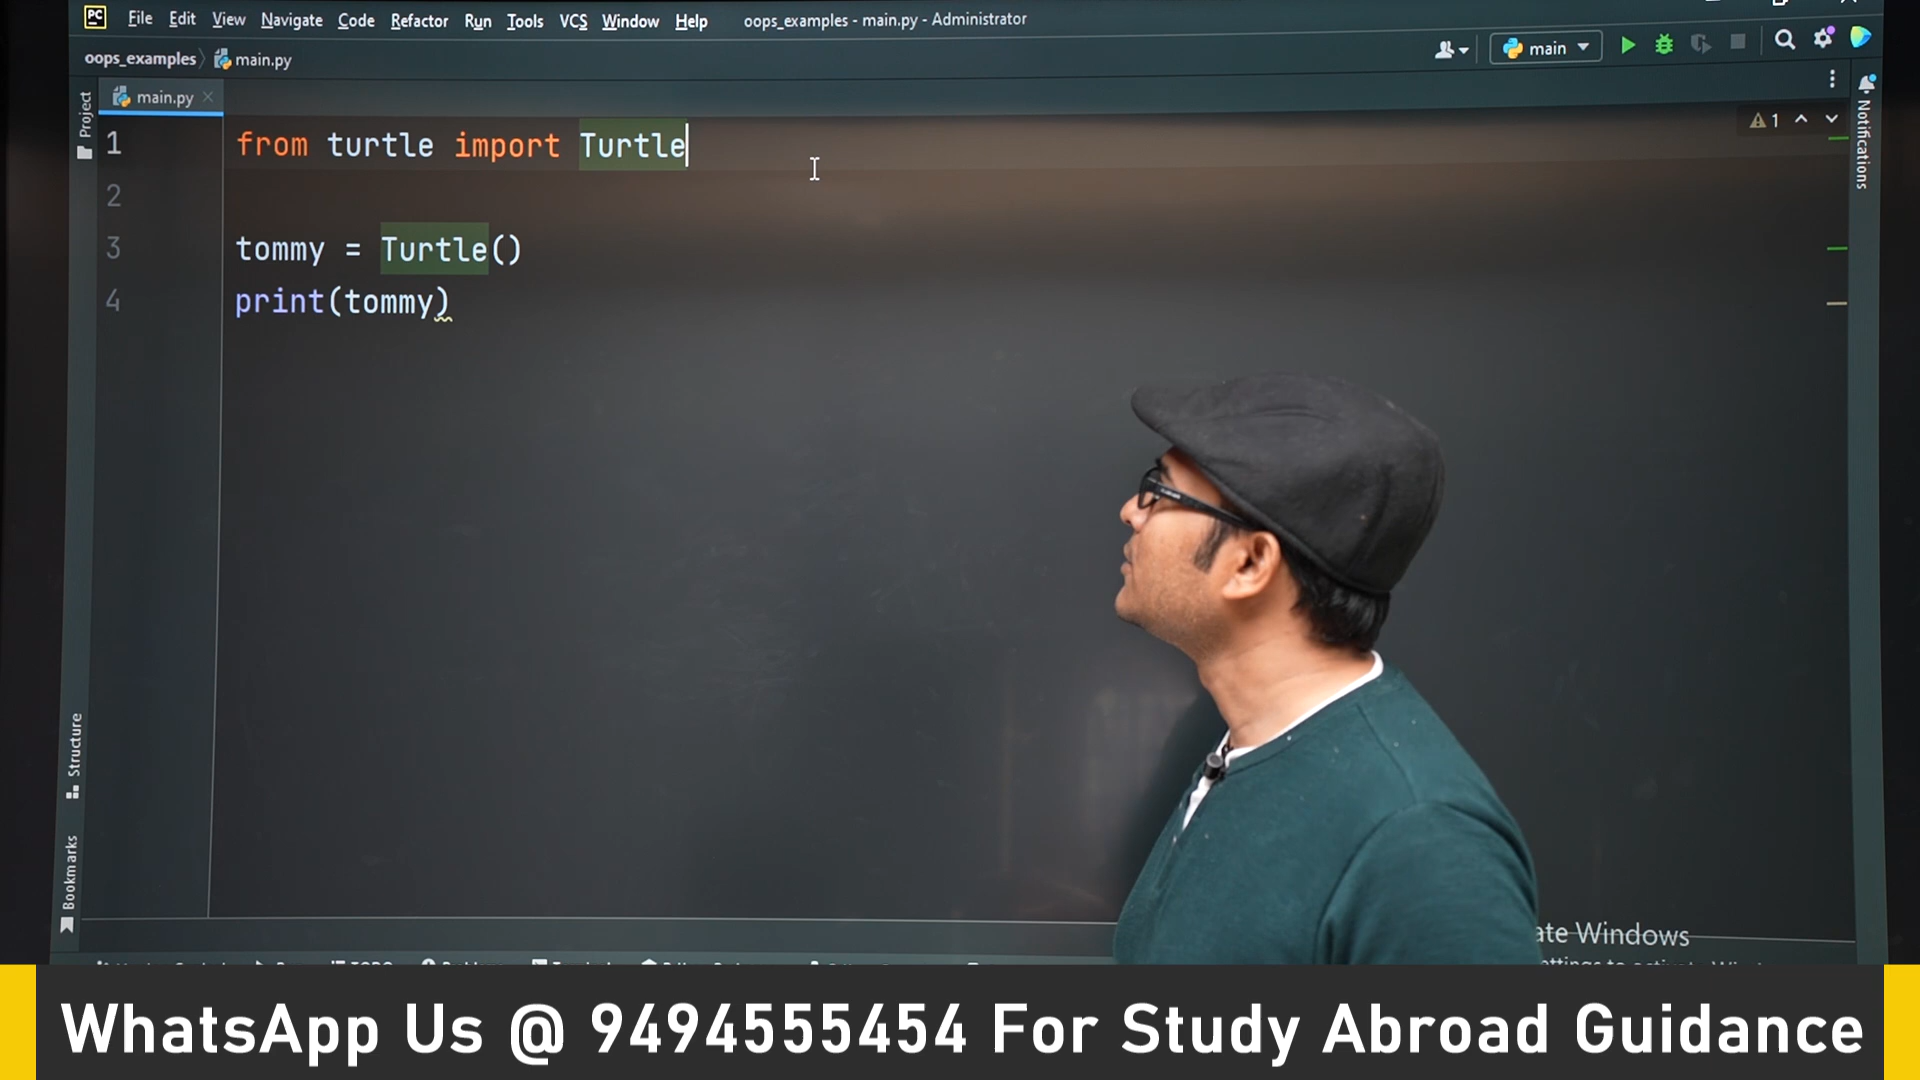 PC File Edit View Navigate Code Refactor Run Tools VCS Window Help oops_examples - main.py - Administrator
oops_examples main.py main
main.py
Project
1 from turtle import Turtle
2
3 tommy = Turtle()
4 print(tommy)
1
Notifications
Structure
Bookmarks
ate Windows
WhatsApp Us @ 9494555454 For Study Abroad Guidance